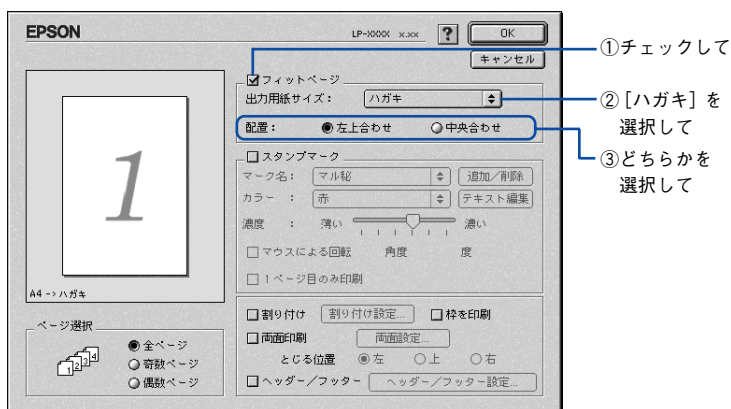 EPSON
LP-XXXX x.xx
?
OK
キャンセル
①チェックして
フィットページ
出力用紙サイズ： ハガキ
②［ハガキ］を
選択して
配置： 左上合わせ 中央合わせ
③どちらかを
選択して
1
A4 -> ハガキ
スタンプマーク
マーク名： マル秘 追加／削除
カラー ： 赤 テキスト編集
濃度 ： 薄い 濃い
マウスによる回転 角度 度
1ページ目のみ印刷
ページ選択
1234
全ページ
奇数ページ
偶数ページ
割り付け 割り付け設定... 枠を印刷
両面印刷 両面設定...
とじる位置 左 上 右
ヘッダー／フッター ヘッダー／フッター設定...